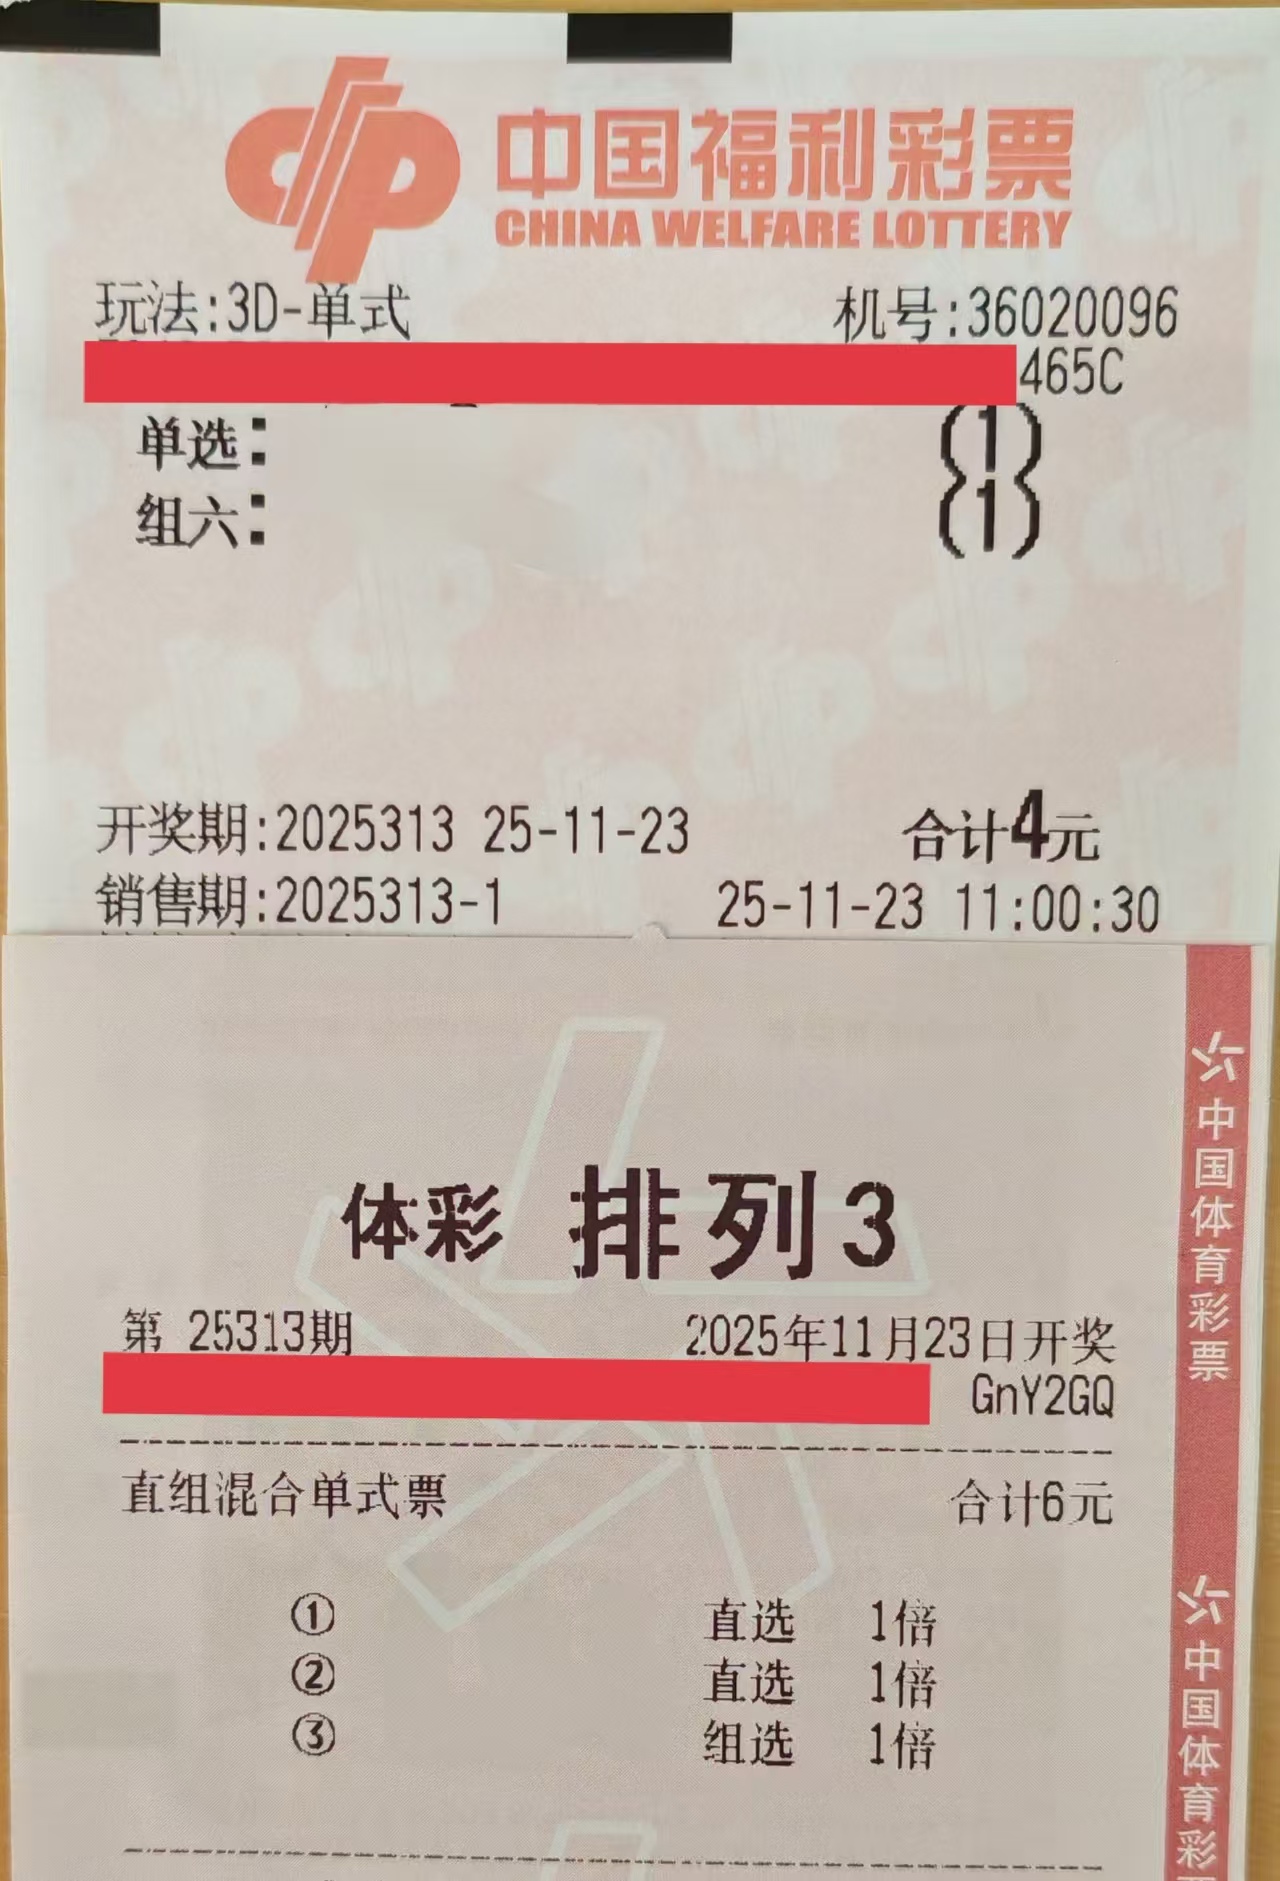 中国福利彩票
CHINA WELFARE LOTTERY
玩法:3D-单式 机号:36020096
465C
单选: (1)
组六: (1)
开奖期:2025313 25-11-23 合计4元
销售期:2025313-1 25-11-23 11:00:30
体彩 排列3
第 25313期 2025年11月23日开奖
GnY2GQ
直组混合单式票 合计6元
① 直选 1倍
② 直选 1倍
③ 组选 1倍
中国体育彩票
中国体育彩